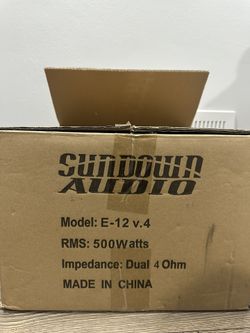 SUNDOWN
AUDIO
Model: E-12 v.4
RMS: 500Watts
Impedance: Dual 4 Ohm
MADE IN CHINA